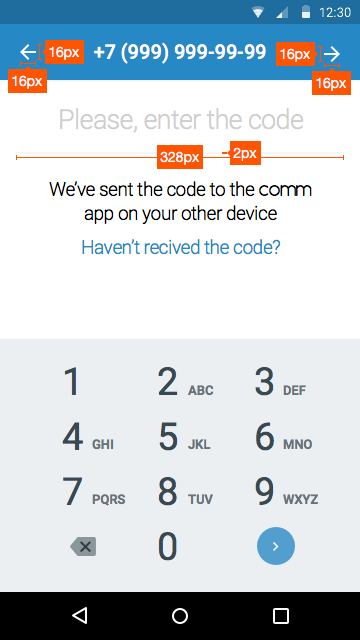 12:30
16px +7 (999) 999-99-99 16px
16px 16px
Please, enter the code
328px 2px
We've sent the code to the comm
app on your other device
Haven't recived the code?
1 2 ABC 3 DEF
4 GHI 5 JKL 6 MNO
7 PQRS 8 TUV 9 WXYZ
0